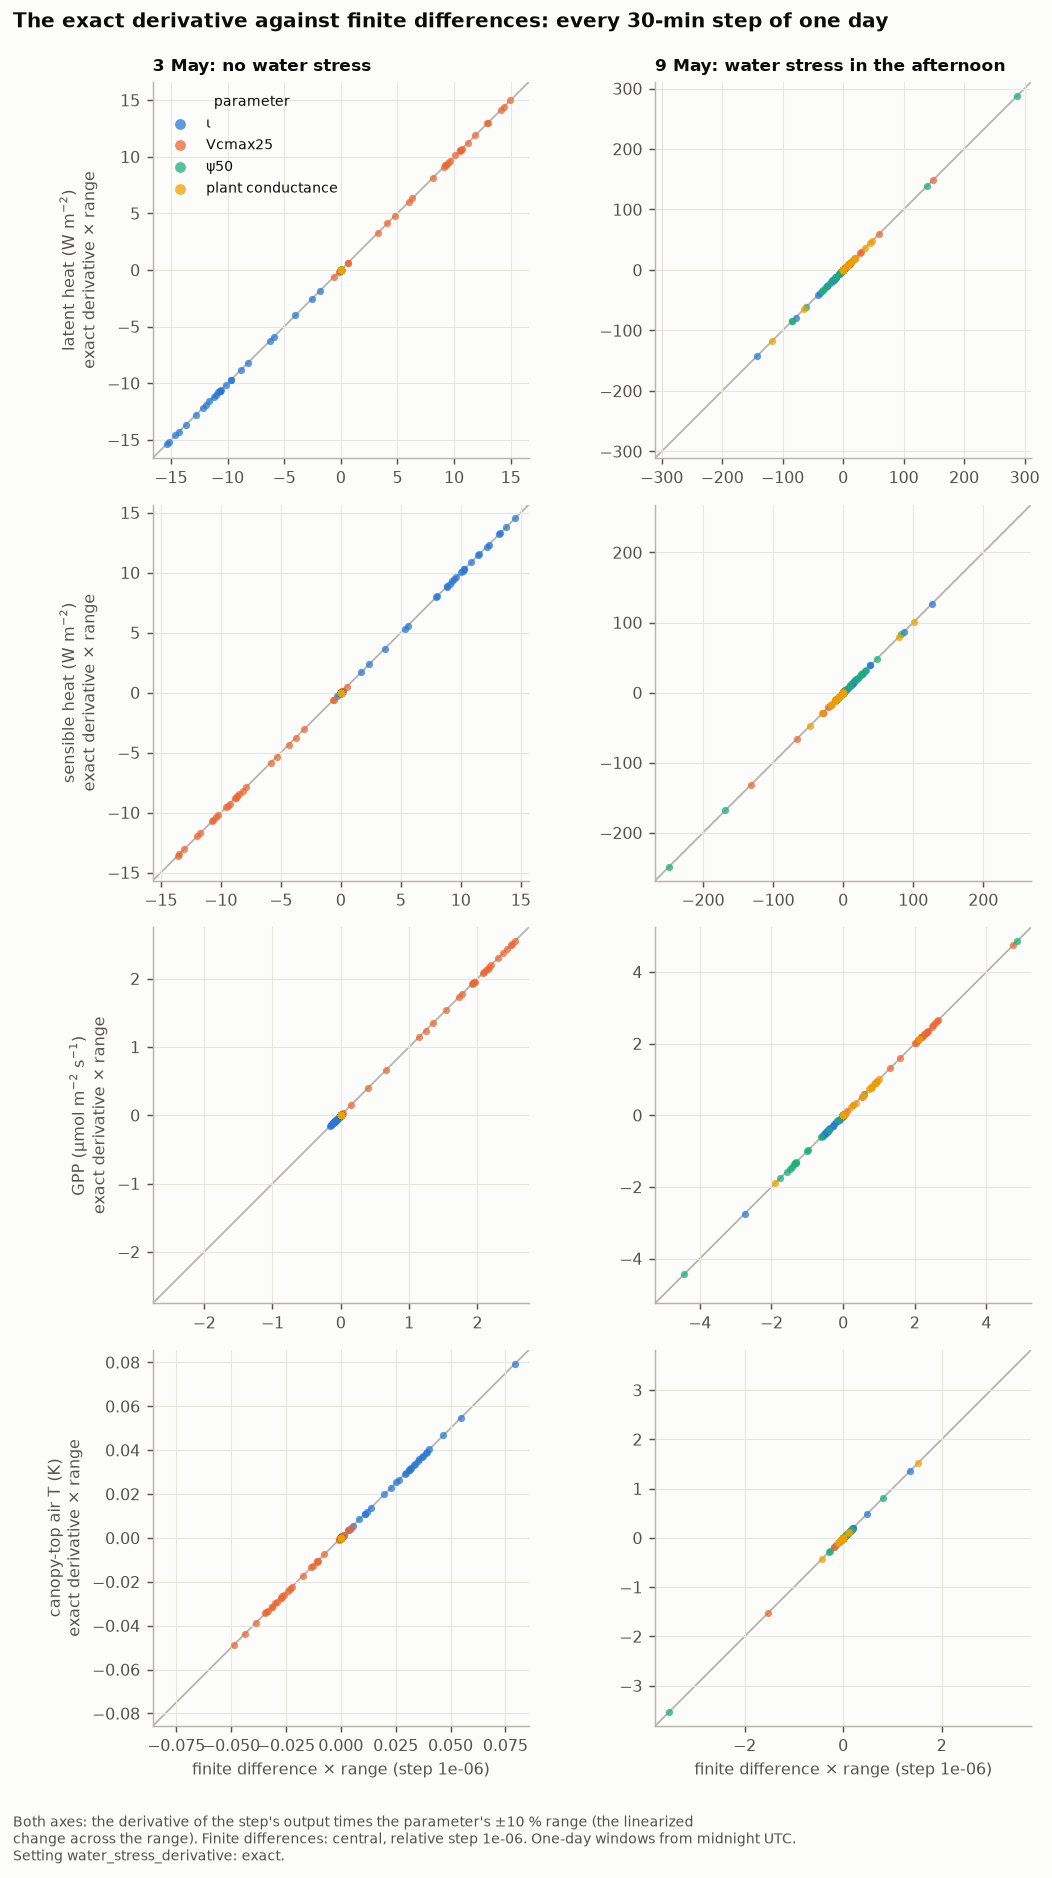 The exact derivative against finite differences: every 30-min step of one day
3 May: no water stress
9 May: water stress in the afternoon
parameter
ι
Vcmax25
ψ50
plant conductance
latent heat (W m⁻²)
exact derivative × range
15
10
5
0
−5
−10
−15
−15 −10 −5 0 5 10 15
300
200
100
0
−100
−200
−300
−300 −200 −100 0 100 200 300
sensible heat (W m⁻²)
exact derivative × range
15
10
5
0
−5
−10
−15
−15 −10 −5 0 5 10 15
200
100
0
−100
−200
−200 −100 0 100 200
GPP (µmol m⁻² s⁻¹)
exact derivative × range
2
1
0
−1
−2
−2 −1 0 1 2
4
2
0
−2
−4
−4 −2 0 2 4
canopy-top air T (K)
exact derivative × range
0.08
0.06
0.04
0.02
0.00
−0.02
−0.04
−0.06
−0.08
−0.075 −0.050 −0.025 0.000 0.025 0.050 0.075
finite difference × range (step 1e-06)
3
2
1
0
−1
−2
−3
−2 0 2
finite difference × range (step 1e-06)
Both axes: the derivative of the step's output times the parameter's ±10 % range (the linearized
change across the range). Finite differences: central, relative step 1e-06. One-day windows from midnight UTC.
Setting water_stress_derivative: exact.